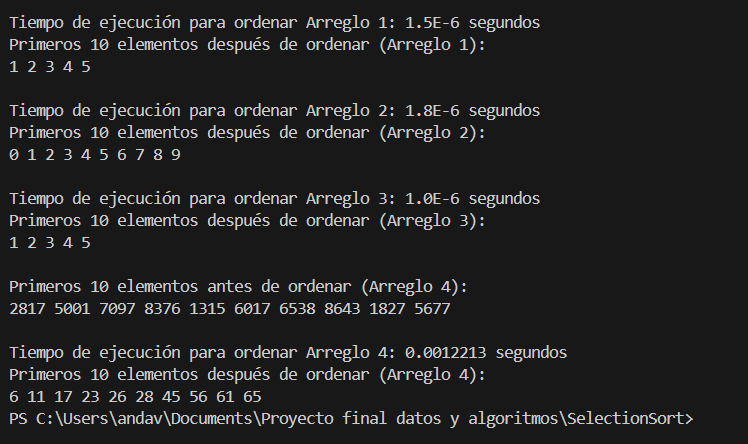 Tiempo de ejecución para ordenar Arreglo 1: 1.5E-6 segundos
Primeros 10 elementos después de ordenar (Arreglo 1):
1 2 3 4 5
Tiempo de ejecución para ordenar Arreglo 2: 1.8E-6 segundos
Primeros 10 elementos después de ordenar (Arreglo 2):
0 1 2 3 4 5 6 7 8 9
Tiempo de ejecución para ordenar Arreglo 3: 1.0E-6 segundos
Primeros 10 elementos después de ordenar (Arreglo 3):
1 2 3 4 5
Primeros 10 elementos antes de ordenar (Arreglo 4):
2817 5001 7097 8376 1315 6017 6538 8643 1827 5677
Tiempo de ejecución para ordenar Arreglo 4: 0.0012213 segundos
Primeros 10 elementos después de ordenar (Arreglo 4):
6 11 17 23 26 28 45 56 61 65
PS C:\Users\andav\Documents\Proyecto final datos y algoritmos\SelectionSort>